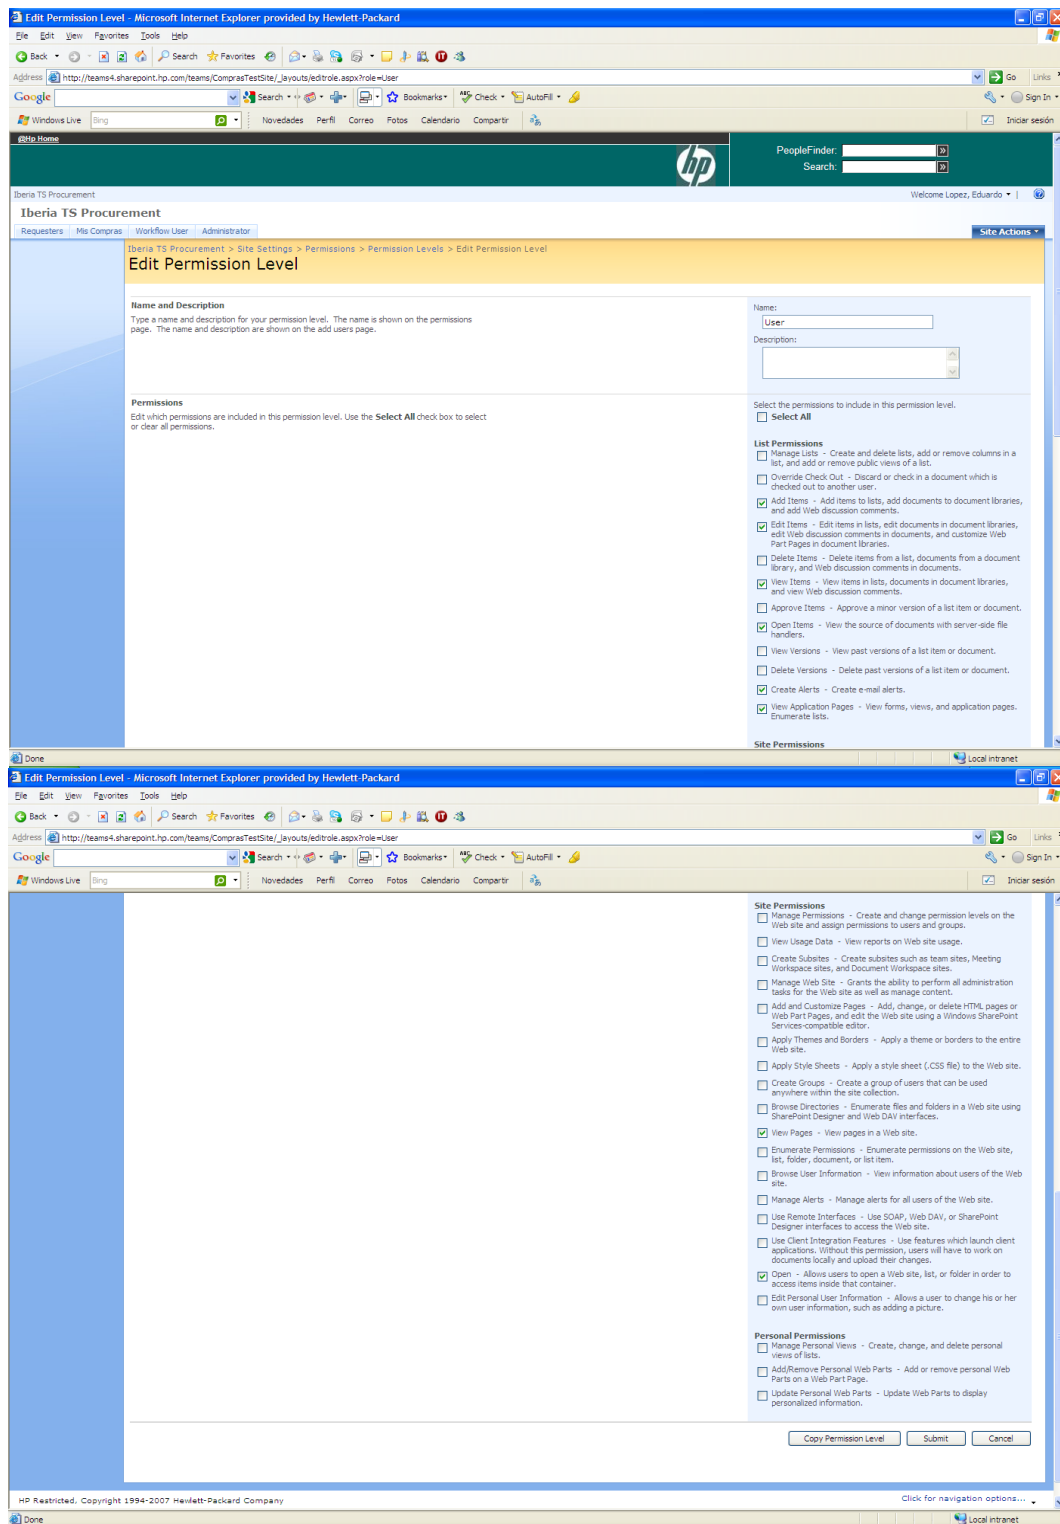 Edit Permission Level - Microsoft Internet Explorer provided by Hewlett-Packard
File Edit View Favorites Tools Help
Back Search Favorites
Address http://teams4.sharepoint.hp.com/teams/ComprasTestSite/_layouts/editrole.aspx?role=User Go Links
Google Search Bookmarks Check AutoFill Sign In
Windows Live Bing Novedades Perfil Correo Fotos Calendario Compartir Iniciar sesión
@Hp Home
hp
PeopleFinder:
Search:
Iberia TS Procurement Welcome Lopez, Eduardo
Iberia TS Procurement
Requesters Mis Compras Workflow User Administrator Site Actions
Iberia TS Procurement > Site Settings > Permissions > Permission Levels > Edit Permission Level
Edit Permission Level
Name and Description
Type a name and description for your permission level. The name is shown on the permissions
page. The name and description are shown on the add users page.
Name:
User
Description:
Permissions
Edit which permissions are included in this permission level. Use the Select All check box to select
or clear all permissions.
Select the permissions to include in this permission level.
Select All
List Permissions
Manage Lists - Create and delete lists, add or remove columns in a
list, and add or remove public views of a list.
Override Check Out - Discard or check in a document which is
checked out to another user.
Add Items - Add items to lists, add documents to document libraries,
and add Web discussion comments.
Edit Items - Edit items in lists, edit documents in document libraries,
edit Web discussion comments in documents, and customize Web
Part Pages in document libraries.
Delete Items - Delete items from a list, documents from a document
library, and Web discussion comments in documents.
View Items - View items in lists, documents in document libraries,
and view Web discussion comments.
Approve Items - Approve a minor version of a list item or document.
Open Items - View the source of documents with server-side file
handlers.
View Versions - View past versions of a list item or document.
Delete Versions - Delete past versions of a list item or document.
Create Alerts - Create e-mail alerts.
View Application Pages - View forms, views, and application pages.
Enumerate lists.
Site Permissions
Done Local intranet
Edit Permission Level - Microsoft Internet Explorer provided by Hewlett-Packard
File Edit View Favorites Tools Help
Back Search Favorites
Address http://teams4.sharepoint.hp.com/teams/ComprasTestSite/_layouts/editrole.aspx?role=User Go Links
Google Search Bookmarks Check AutoFill Sign In
Windows Live Bing Novedades Perfil Correo Fotos Calendario Compartir Iniciar sesión
Site Permissions
Manage Permissions - Create and change permission levels on the
Web site and assign permissions to users and groups.
View Usage Data - View reports on Web site usage.
Create Subsites - Create subsites such as team sites, Meeting
Workspace sites, and Document Workspace sites.
Manage Web Site - Grants the ability to perform all administration
tasks for the Web site as well as manage content.
Add and Customize Pages - Add, change, or delete HTML pages or
Web Part Pages, and edit the Web site using a Windows SharePoint
Services-compatible editor.
Apply Themes and Borders - Apply a theme or borders to the entire
Web site.
Apply Style Sheets - Apply a style sheet (.CSS file) to the Web site.
Create Groups - Create a group of users that can be used
anywhere within the site collection.
Browse Directories - Enumerate files and folders in a Web site using
SharePoint Designer and Web DAV interfaces.
View Pages - View pages in a Web site.
Enumerate Permissions - Enumerate permissions on the Web site,
list, folder, document, or list item.
Browse User Information - View information about users of the Web
site.
Manage Alerts - Manage alerts for all users of the Web site.
Use Remote Interfaces - Use SOAP, Web DAV, or SharePoint
Designer interfaces to access the Web site.
Use Client Integration Features - Use features which launch client
applications. Without this permission, users will have to work on
documents locally and upload their changes.
Open - Allows users to open a Web site, list, or folder in order to
access items inside that container.
Edit Personal User Information - Allows a user to change his or her
own user information, such as adding a picture.
Personal Permissions
Manage Personal Views - Create, change, and delete personal
views of lists.
Add/Remove Personal Web Parts - Add or remove personal Web
Parts on a Web Part Page.
Update Personal Web Parts - Update Web Parts to display
personalized information.
Copy Permission Level Submit Cancel
HP Restricted, Copyright 1994-2007 Hewlett-Packard Company Click for navigation options...
Done Local intranet